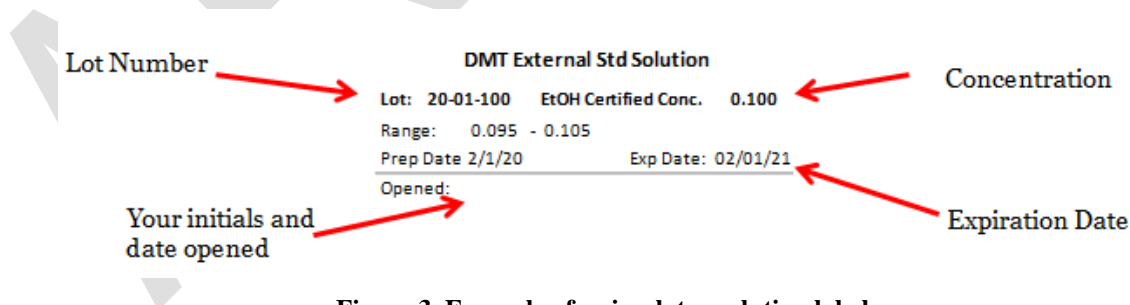 DMT External Std Solution
Lot Number
Lot: 20-01-100 EtOH Certified Conc. 0.100
Concentration
Range: 0.095 - 0.105
Prep Date 2/1/20 Exp Date: 02/01/21
Opened:
Your initials and
date opened
Expiration Date